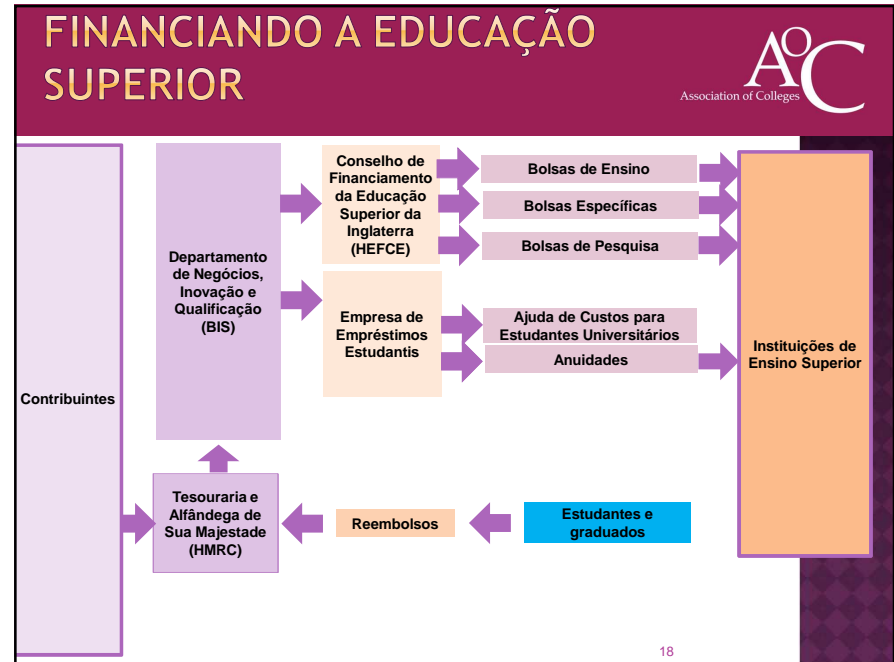 FINANCIANDO A EDUCAÇÃO
SUPERIOR
AoC
Association of Colleges
Contribuintes
Departamento
de Negócios,
Inovação e
Qualificação
(BIS)
Conselho de
Financiamento
da Educação
Superior da
Inglaterra
(HEFCE)
Bolsas de Ensino
Bolsas Específicas
Bolsas de Pesquisa
Empresa de
Empréstimos
Estudantis
Ajuda de Custos para
Estudantes Universitários
Anuidades
Instituições de
Ensino Superior
Tesouraria e
Alfândega de
Sua Majestade
(HMRC)
Reembolsos
Estudantes e
graduados
18